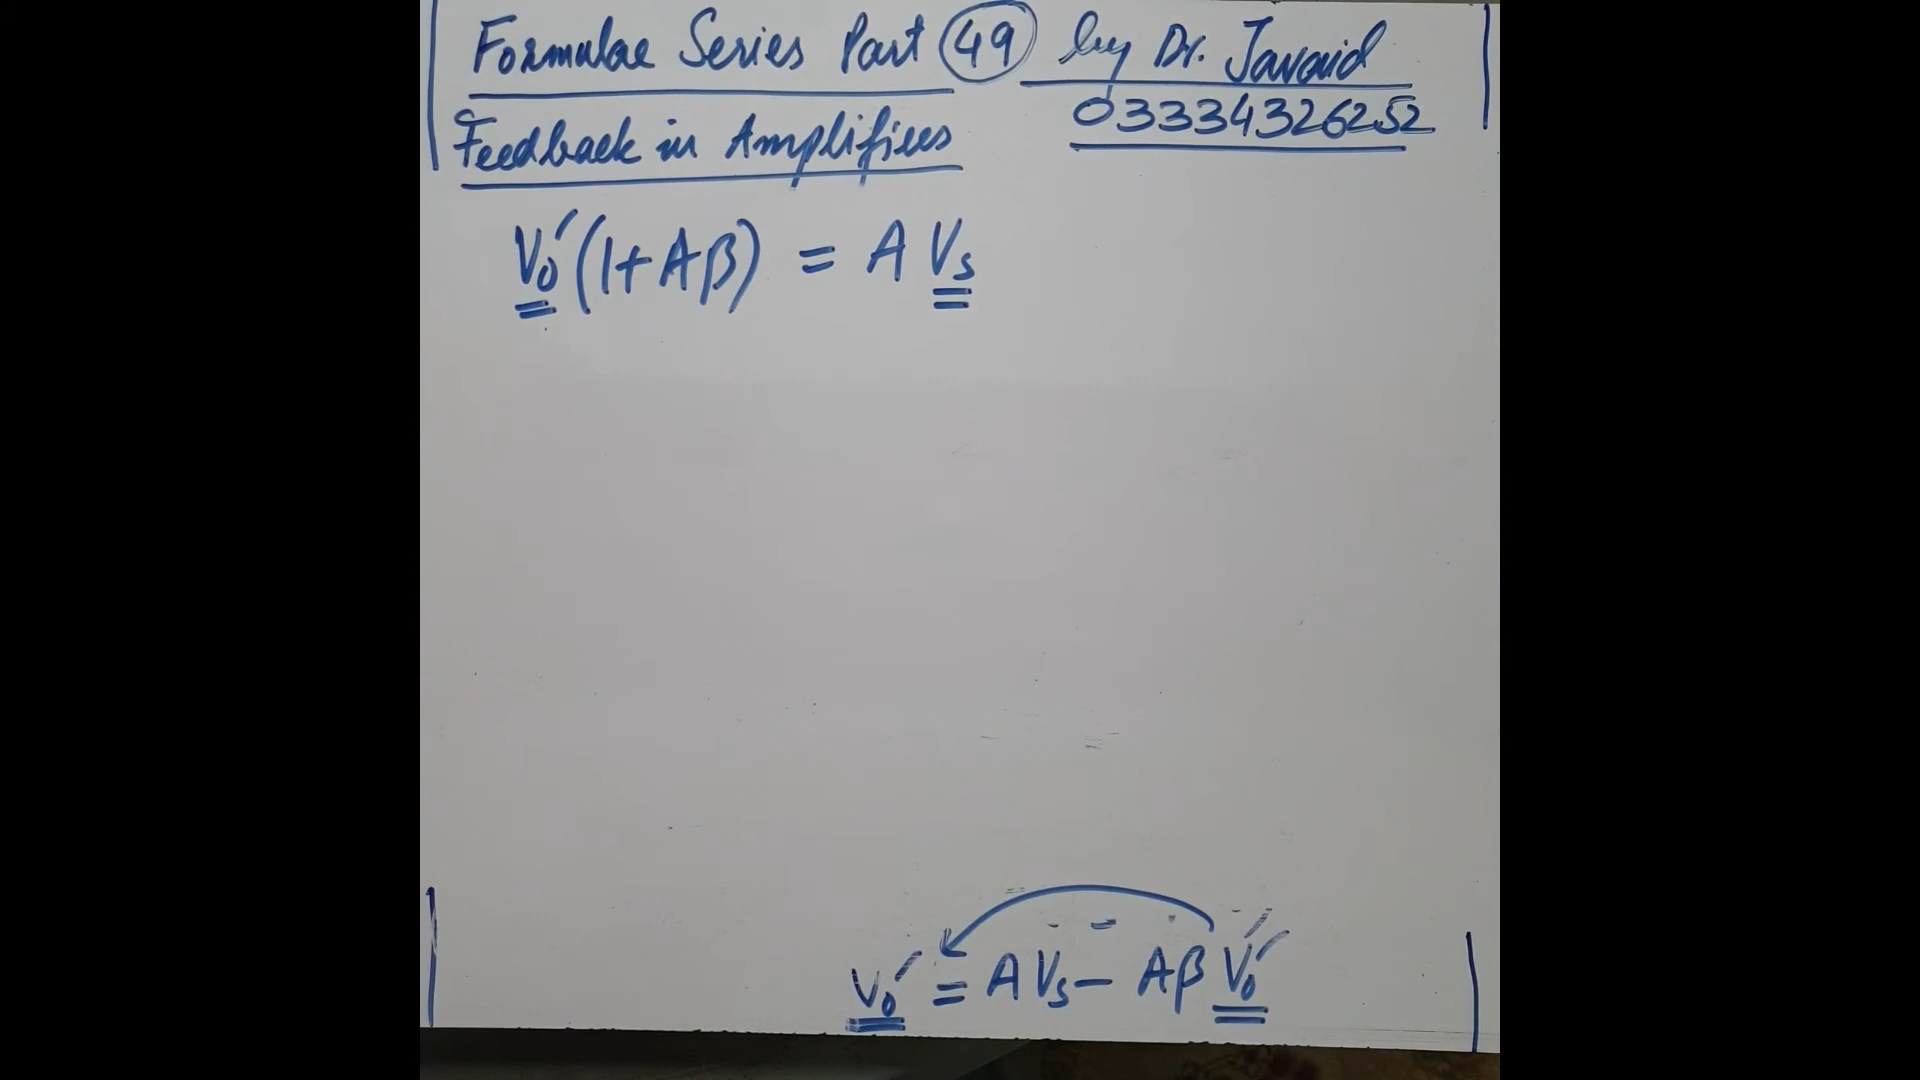 Formulae Series Part 49 by Dr. Javaid
03334326252
Feedback in Amplifiers
V₀′(1+Aβ) = A Vₛ
V₀′ = A Vₛ − Aβ V₀′